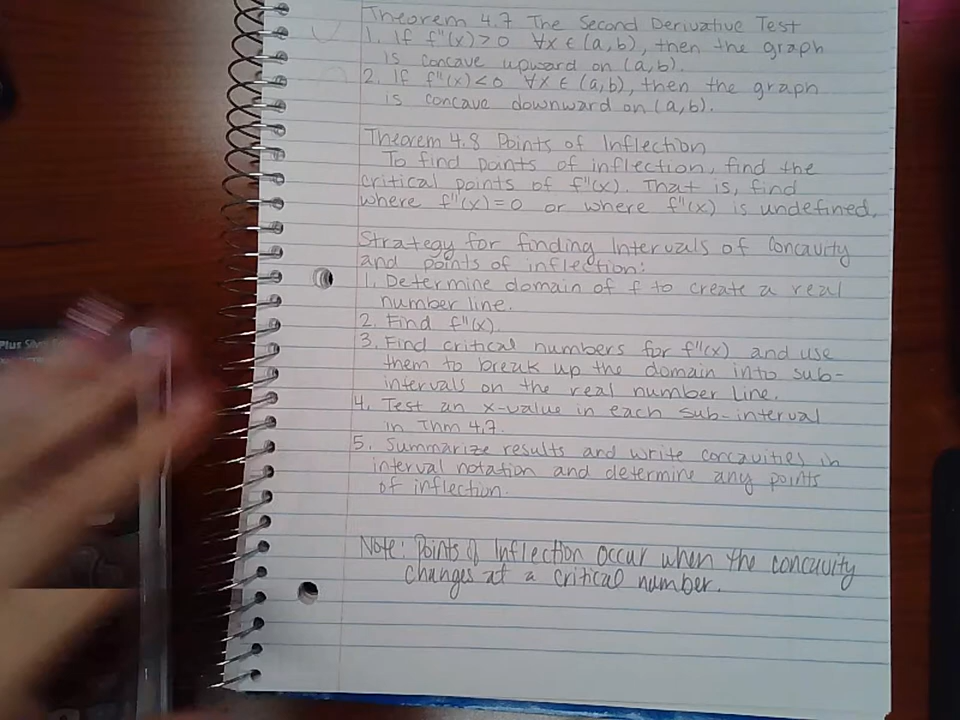 Theorem 4.7 The Second Derivative Test
1. If f"(x) > 0 ∀x ∈ (a,b), then the graph
is concave upward on (a,b).
2. If f"(x) < 0 ∀x ∈ (a,b), then the graph
is concave downward on (a,b).
Theorem 4.8 Points of Inflection
To find points of inflection, find the
critical points of f"(x). That is, find
where f"(x)=0 or where f"(x) is undefined.
Strategy for finding Intervals of Concavity
and points of inflection:
1. Determine domain of f to create a real
number line.
2. Find f"(x).
3. Find critical numbers for f"(x) and use
them to break up the domain into sub-
intervals on the real number line.
4. Test an x-value in each sub-interval
in Thm 4.7.
5. Summarize results and write concavities in
interval notation and determine any points
of inflection.
Note: Points of Inflection occur when the concavity
changes at a critical number.
Plus